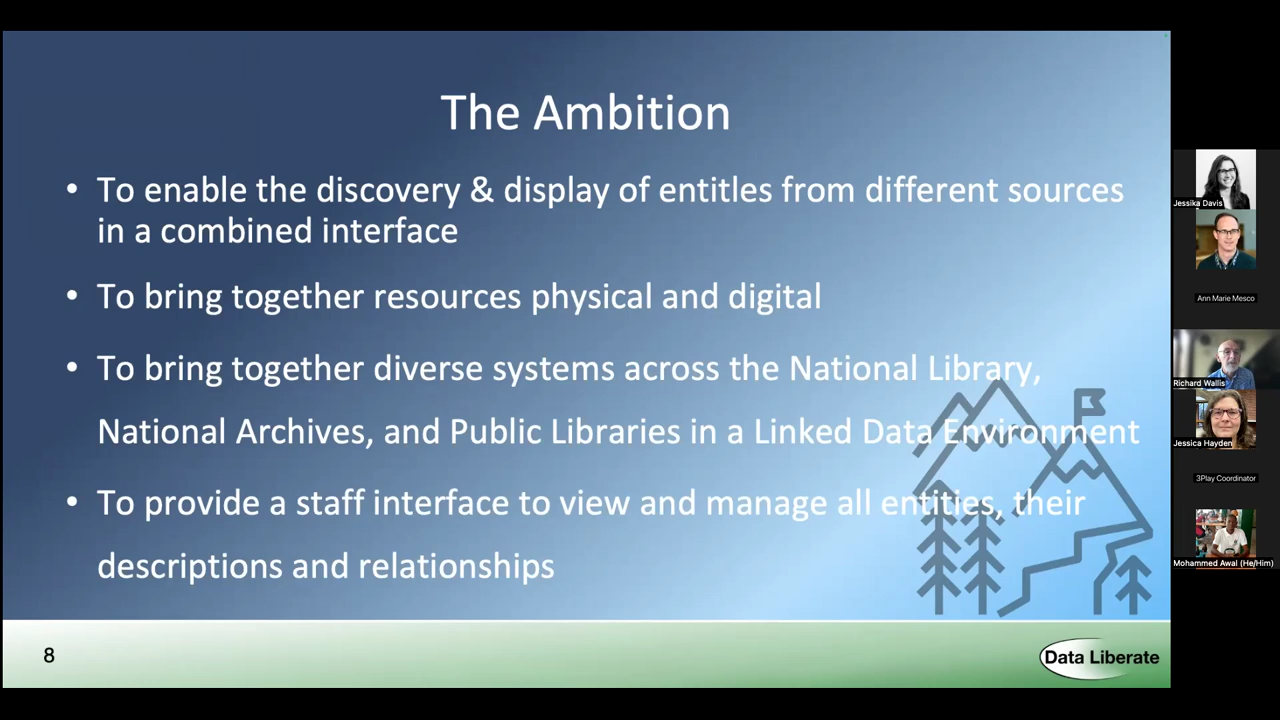 The Ambition
• To enable the discovery & display of entitles from different sources
in a combined interface
• To bring together resources physical and digital
• To bring together diverse systems across the National Library,
National Archives, and Public Libraries in a Linked Data Environment
• To provide a staff interface to view and manage all entities, their
descriptions and relationships
8
Data Liberate
Jessika Davis
Ann Marie Mesco
Richard Wallis
Jessica Hayden
3Play Coordinator
Mohammed Awal (He/Him)